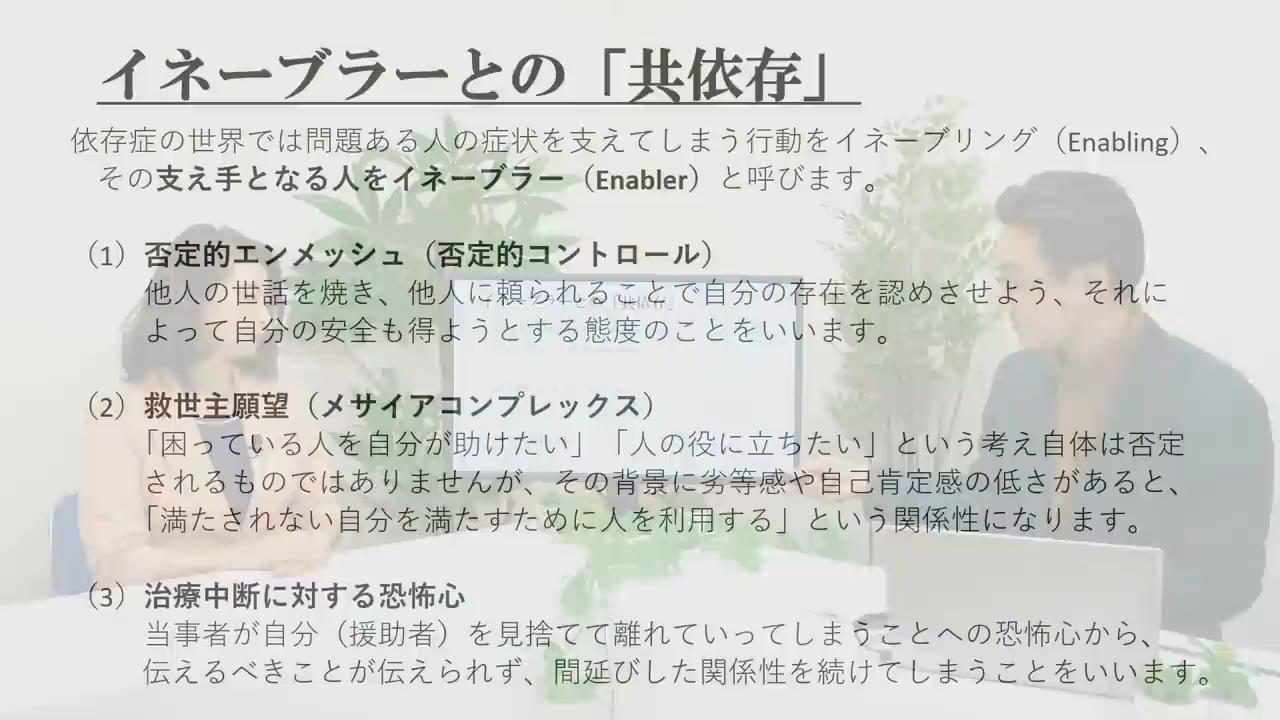 イネーブラーとの「共依存」
依存症の世界では問題ある人の症状を支えてしまう行動をイネーブリング（Enabling）、
その支え手となる人をイネーブラー（Enabler）と呼びます。
（1）否定的エンメッシュ（否定的コントロール）
他人の世話を焼き、他人に頼られることで自分の存在を認めさせよう、それに
よって自分の安全も得ようとする態度のことをいいます。
（2）救世主願望（メサイアコンプレックス）
「困っている人を自分が助けたい」「人の役に立ちたい」という考え自体は否定
されるものではありませんが、その背景に劣等感や自己肯定感の低さがあると、
「満たされない自分を満たすために人を利用する」という関係性になります。
（3）治療中断に対する恐怖心
当事者が自分（援助者）を見捨てて離れていってしまうことへの恐怖心から、
伝えるべきことが伝えられず、間延びした関係性を続けてしまうことをいいます。